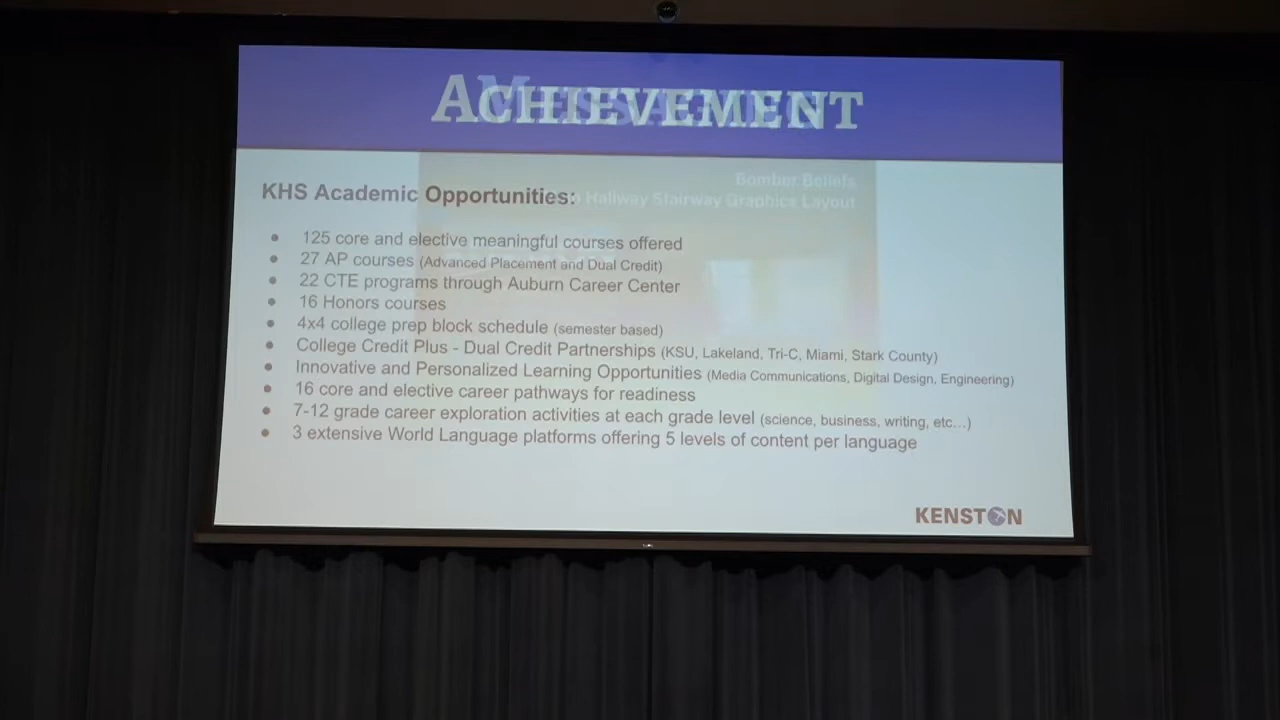 ACHIEVEMENT
Bomber Beliefs
Hallway Stairway Graphics Layout
KHS Academic Opportunities:
• 125 core and elective meaningful courses offered
• 27 AP courses (Advanced Placement and Dual Credit)
• 22 CTE programs through Auburn Career Center
• 16 Honors courses
• 4x4 college prep block schedule (semester based)
• College Credit Plus - Dual Credit Partnerships (KSU, Lakeland, Tri-C, Miami, Stark County)
• Innovative and Personalized Learning Opportunities (Media Communications, Digital Design, Engineering)
• 16 core and elective career pathways for readiness
• 7-12 grade career exploration activities at each grade level (science, business, writing, etc…)
• 3 extensive World Language platforms offering 5 levels of content per language
KENSTON